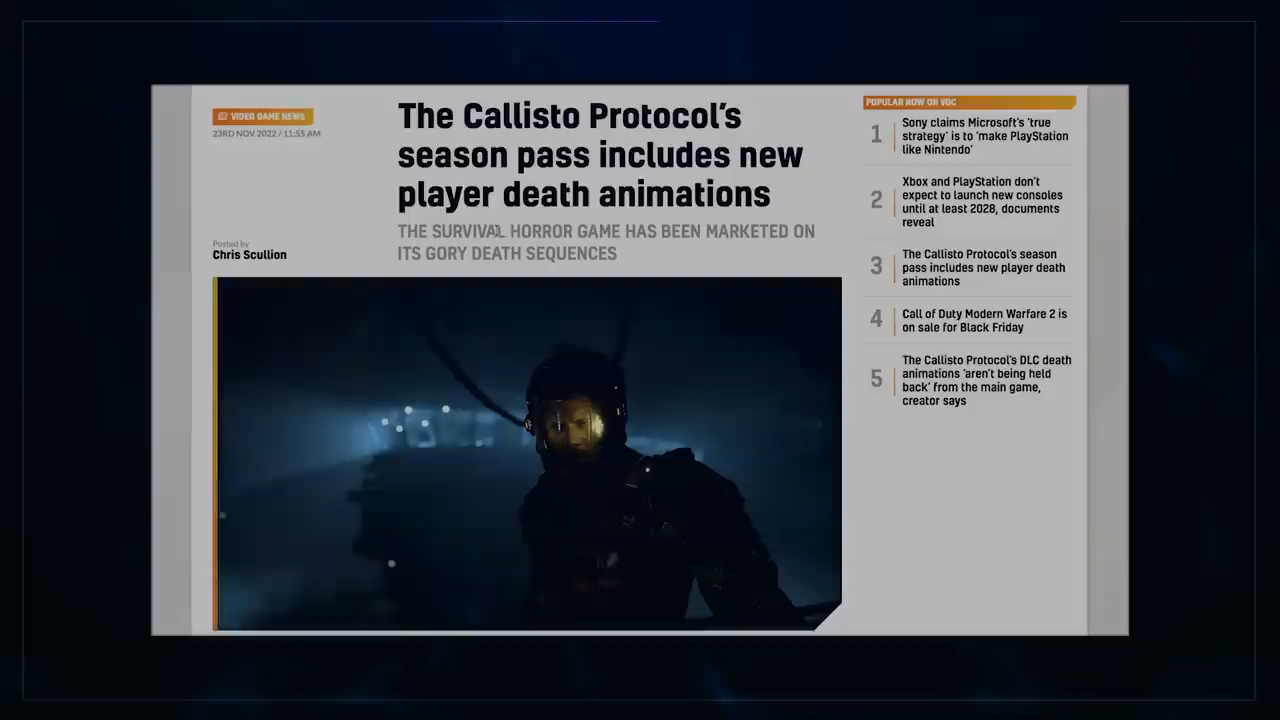 VIDEO GAME NEWS
23RD NOV 2022 / 11:55 AM
Posted by
Chris Scullion
The Callisto Protocol's
season pass includes new
player death animations
THE SURVIVAL HORROR GAME HAS BEEN MARKETED ON
ITS GORY DEATH SEQUENCES
POPULAR NOW ON VGC
1
Sony claims Microsoft's 'true
strategy' is to 'make PlayStation
like Nintendo'
2
Xbox and PlayStation don't
expect to launch new consoles
until at least 2028, documents
reveal
3
The Callisto Protocol's season
pass includes new player death
animations
4
Call of Duty Modern Warfare 2 is
on sale for Black Friday
5
The Callisto Protocol's DLC death
animations 'aren't being held
back' from the main game,
creator says